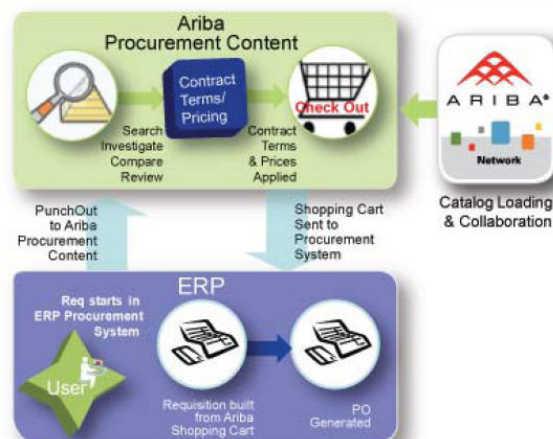 Ariba
Procurement Content
Contract
Terms/
Pricing
Check Out
Search
Investigate
Compare
Review
Contract
Terms
& Prices
Applied
ARIBA®
Network
Catalog Loading
& Collaboration
PunchOut
to Ariba
Procurement
Content
Shopping Cart
Sent to
Procurement
System
ERP
Req starts in
ERP Procurement
System
User
Requisition built
from Ariba
Shopping Cart
PO
Generated